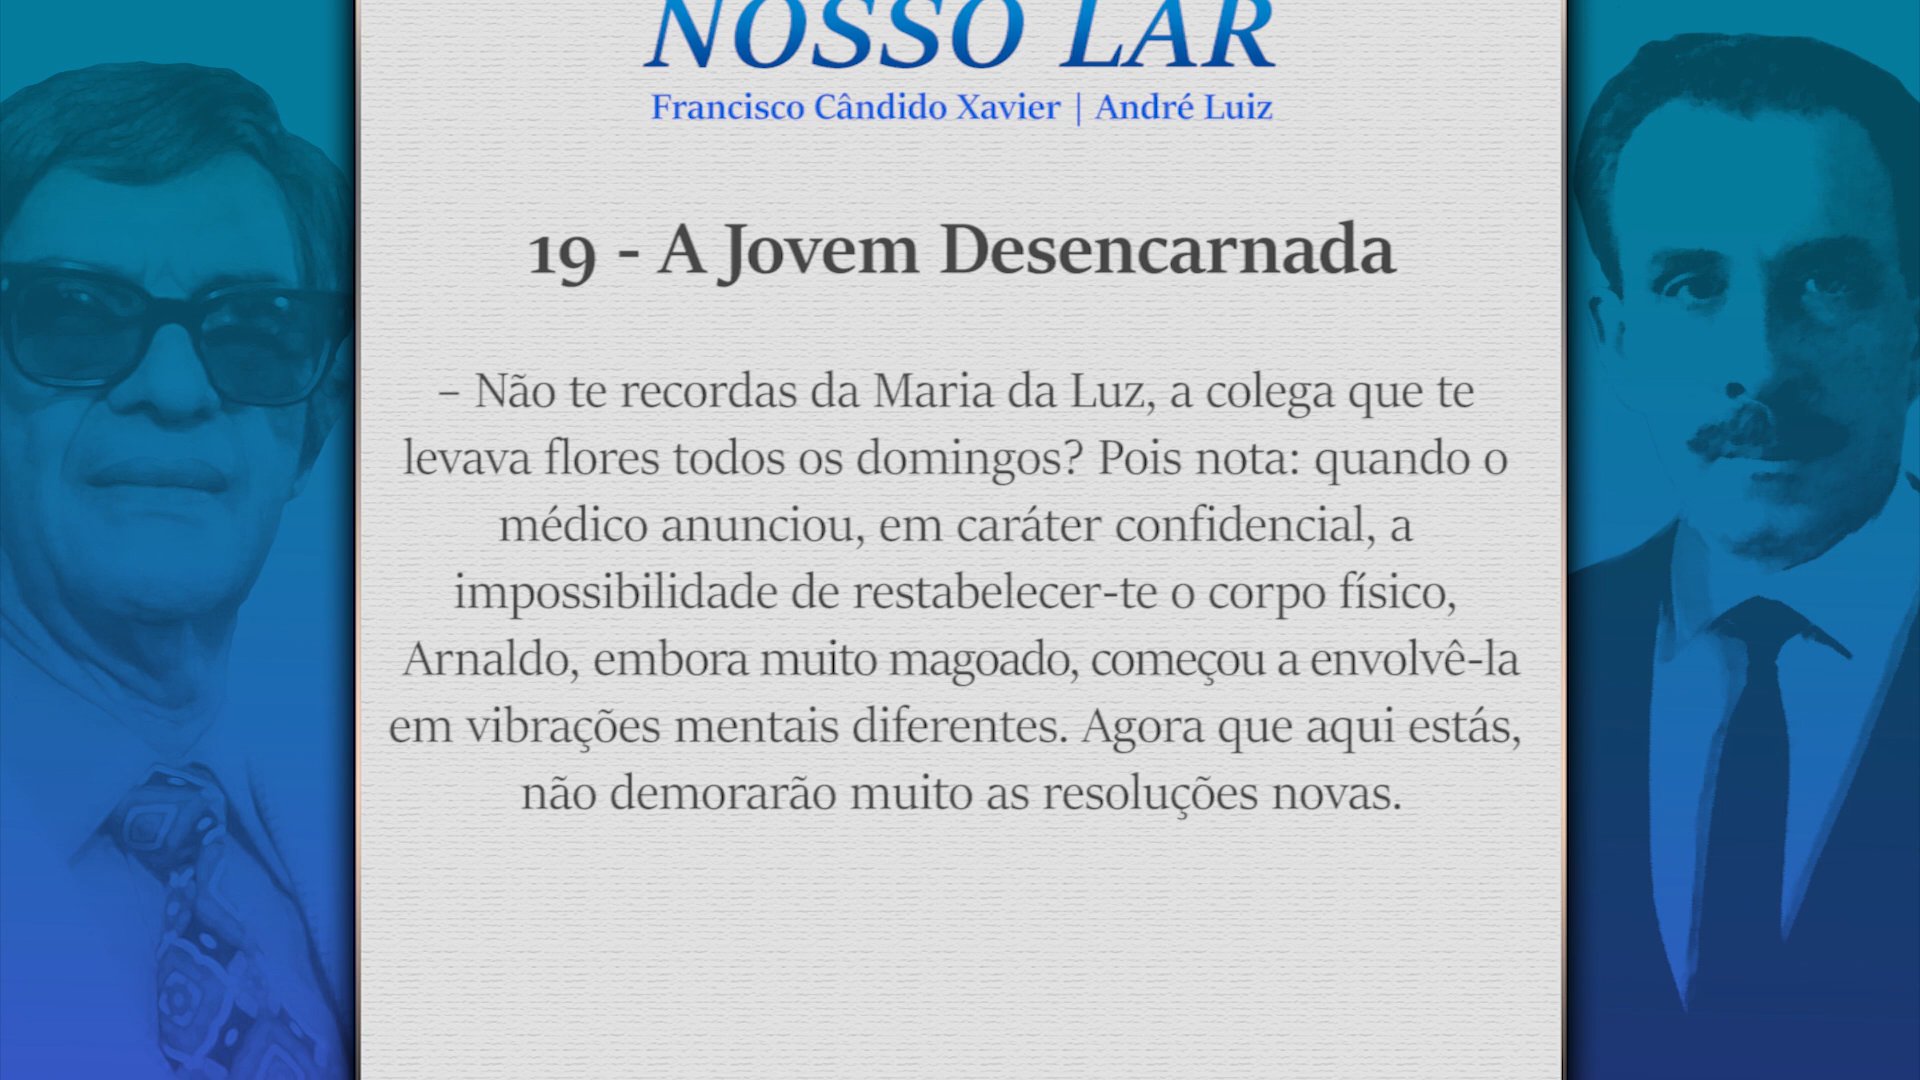 NOSSO LAR
Francisco Cândido Xavier | André Luiz
19 - A Jovem Desencarnada
– Não te recordas da Maria da Luz, a colega que te
levava flores todos os domingos? Pois nota: quando o
médico anunciou, em caráter confidencial, a
impossibilidade de restabelecer-te o corpo físico,
Arnaldo, embora muito magoado, começou a envolvê-la
em vibrações mentais diferentes. Agora que aqui estás,
não demorarão muito as resoluções novas.